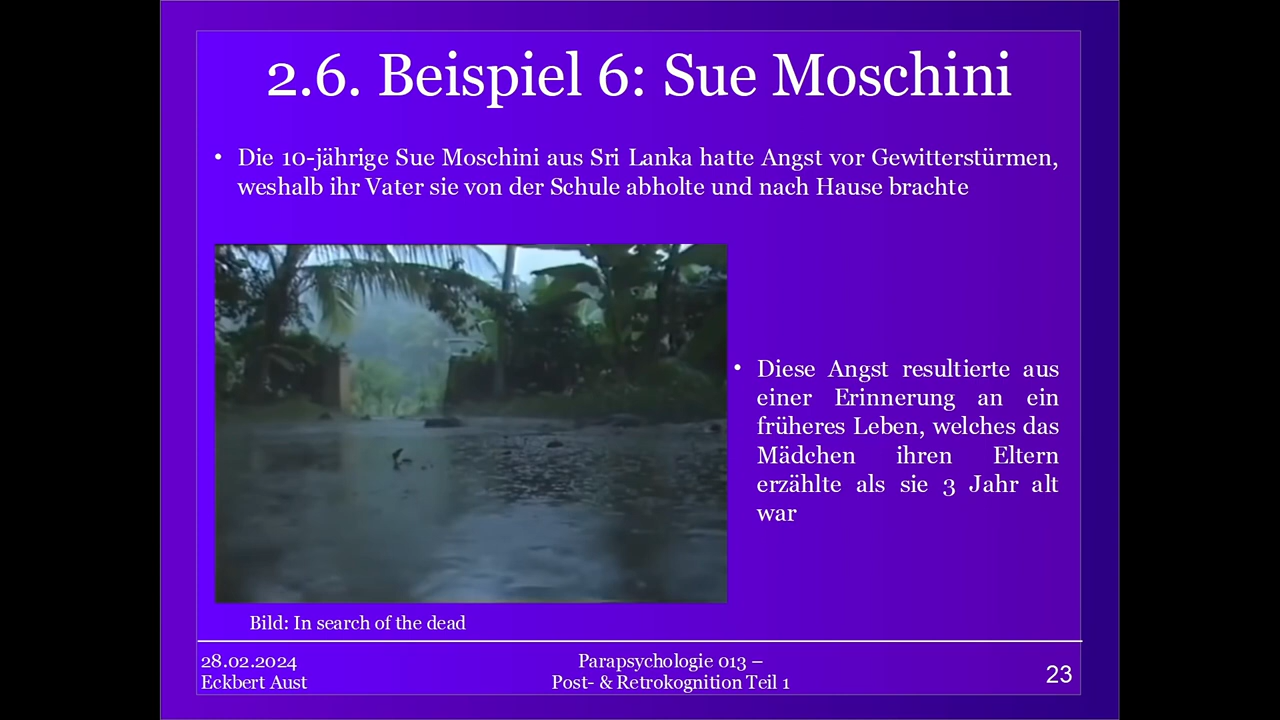 2.6. Beispiel 6: Sue Moschini
• Die 10-jährige Sue Moschini aus Sri Lanka hatte Angst vor Gewitterstürmen,
weshalb ihr Vater sie von der Schule abholte und nach Hause brachte
• Diese Angst resultierte aus
einer Erinnerung an ein
früheres Leben, welches das
Mädchen ihren Eltern
erzählte als sie 3 Jahr alt
war
Bild: In search of the dead
28.02.2024
Eckbert Aust
Parapsychologie 013 –
Post- & Retrokognition Teil 1
23